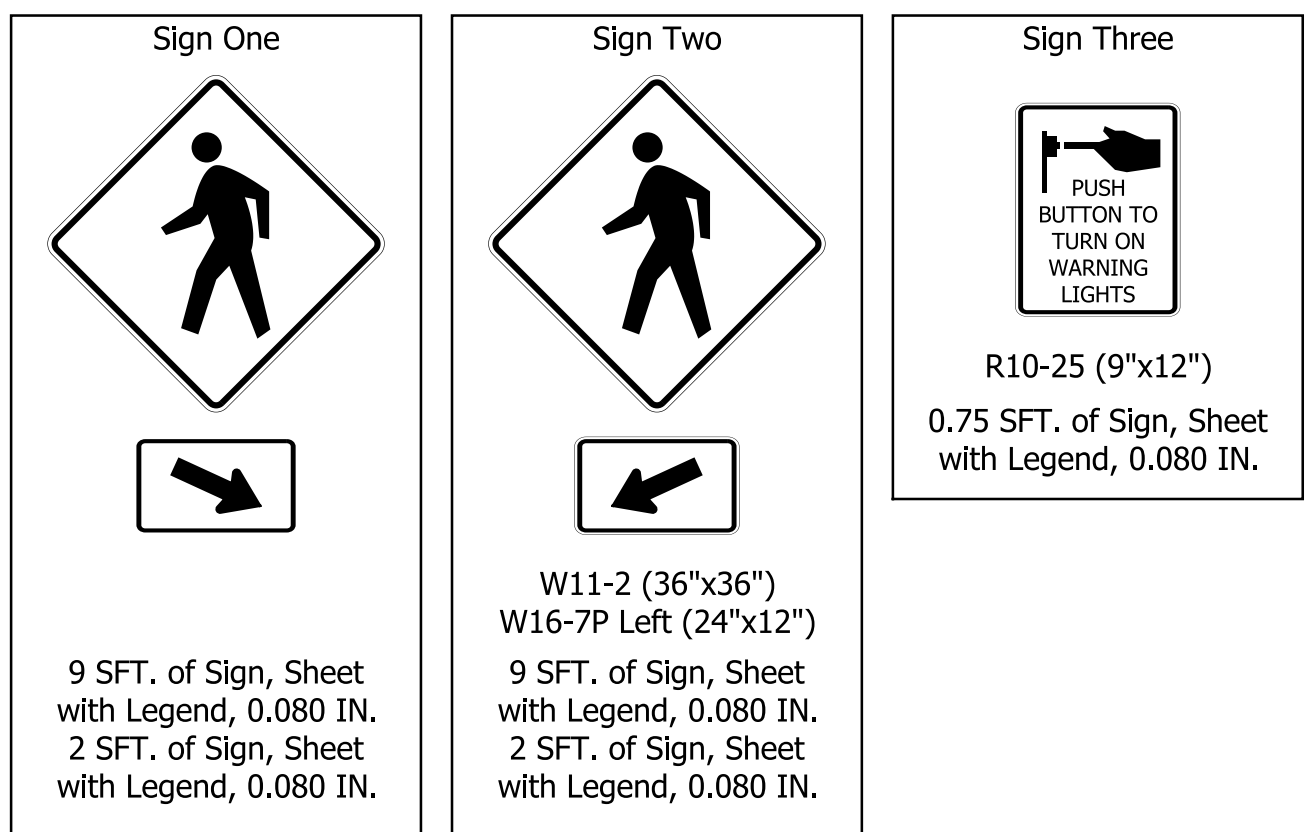 Sign One
9 SFT. of Sign, Sheet
with Legend, 0.080 IN.
2 SFT. of Sign, Sheet
with Legend, 0.080 IN.
Sign Two
W11-2 (36"x36")
W16-7P Left (24"x12")
9 SFT. of Sign, Sheet
with Legend, 0.080 IN.
2 SFT. of Sign, Sheet
with Legend, 0.080 IN.
Sign Three
PUSH
BUTTON TO
TURN ON
WARNING
LIGHTS
R10-25 (9"x12")
0.75 SFT. of Sign, Sheet
with Legend, 0.080 IN.